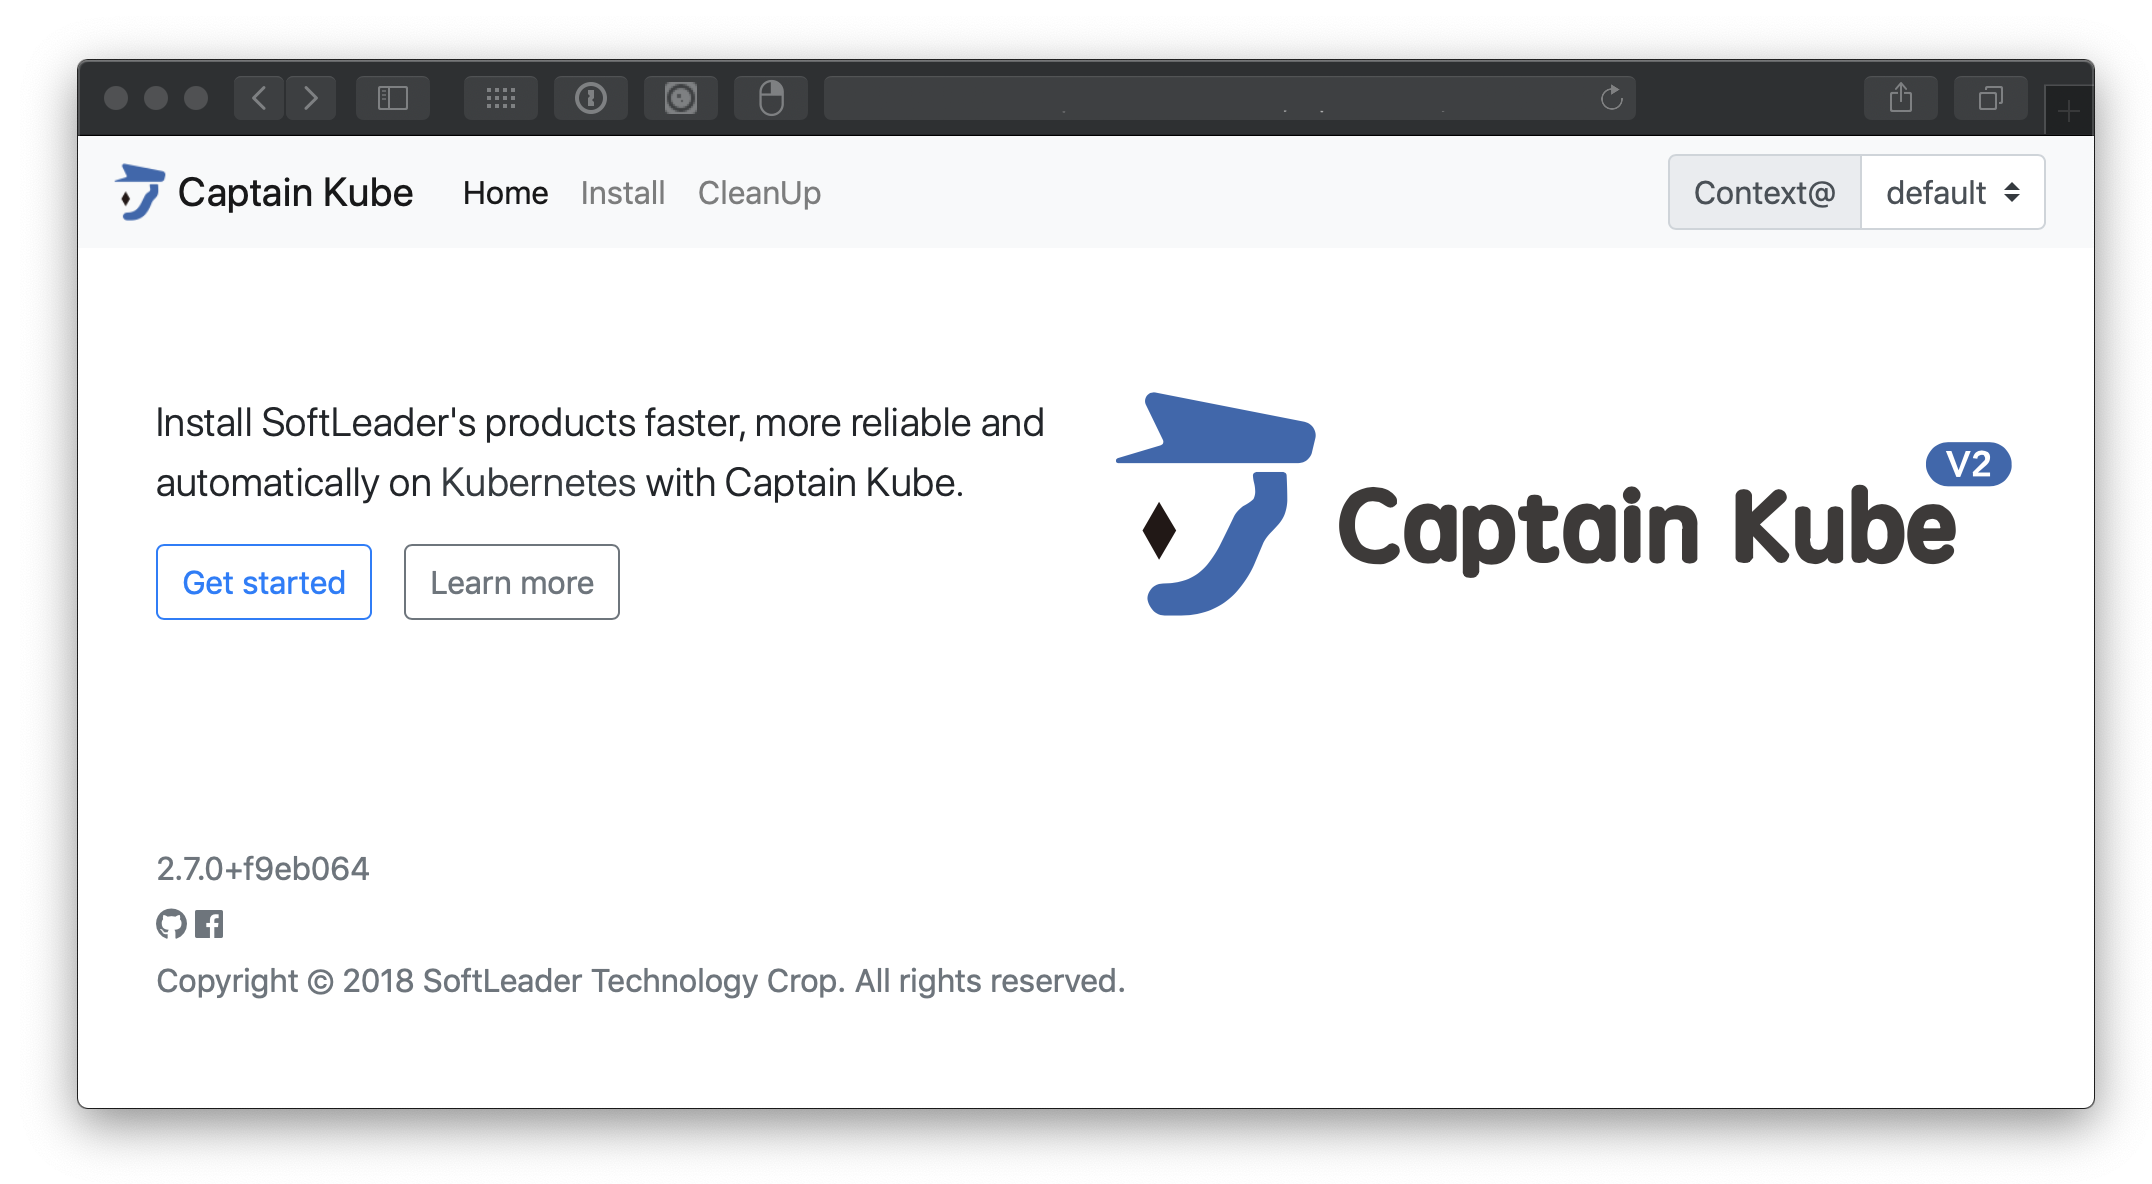 Captain Kube Home Install CleanUp Context@ default
Install SoftLeader's products faster, more reliable and
automatically on Kubernetes with Captain Kube.
Get started Learn more
Captain Kube V2
2.7.0+f9eb064
Copyright © 2018 SoftLeader Technology Crop. All rights reserved.